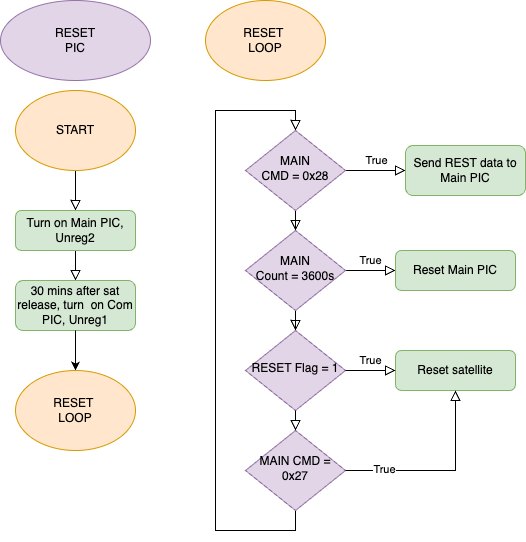 RESET
PIC
START
Turn on Main PIC,
Unreg2
30 mins after sat
release, turn on Com
PIC, Unreg1
RESET
LOOP
RESET
LOOP
MAIN
CMD = 0x28
True
Send REST data to
Main PIC
MAIN
Count = 3600s
True
Reset Main PIC
RESET Flag = 1
True
Reset satellite
MAIN CMD =
0x27
True